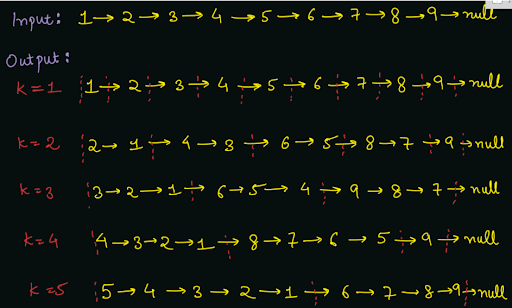 Input: 1 → 2 → 3 → 4 → 5 → 6 → 7 → 8 → 9 → null
Output:
k = 1 1 → 2 → 3 → 4 → 5 → 6 → 7 → 8 → 9 → null
k = 2 2 → 1 → 4 → 3 → 6 → 5 → 8 → 7 → 9 → null
k = 3 3 → 2 → 1 → 6 → 5 → 4 → 9 → 8 → 7 → null
k = 4 4 → 3 → 2 → 1 → 8 → 7 → 6 → 5 → 9 → null
k = 5 5 → 4 → 3 → 2 → 1 → 6 → 7 → 8 → 9 → null